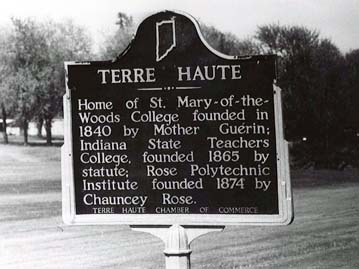 TERRE HAUTE
Home of St. Mary-of-the-
Woods College founded in
1840 by Mother Guérin;
Indiana State Teachers
College, founded 1865 by
statute; Rose Polytechnic
Institute founded 1874 by
Chauncey Rose.
TERRE HAUTE CHAMBER OF COMMERCE